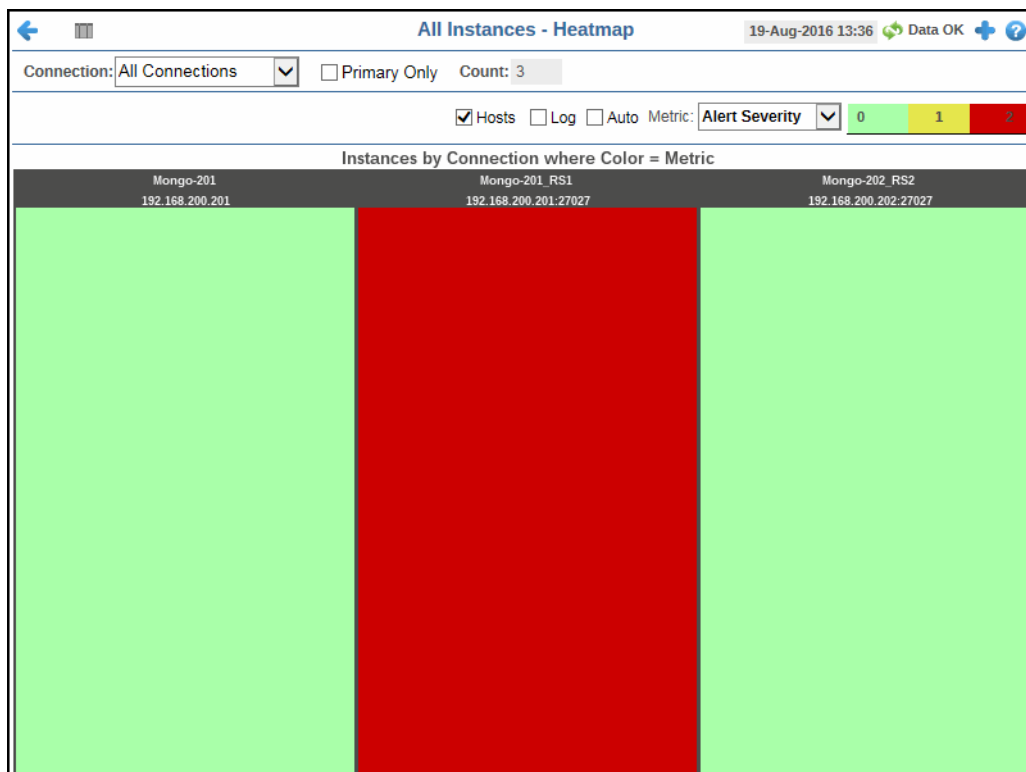 All Instances - Heatmap 19-Aug-2016 13:36 Data OK
Connection: All Connections Primary Only Count: 3
Hosts Log Auto Metric: Alert Severity 0 1 2
Instances by Connection where Color = Metric
Mongo-201 Mongo-201_RS1 Mongo-202_RS2
192.168.200.201 192.168.200.201:27027 192.168.200.202:27027